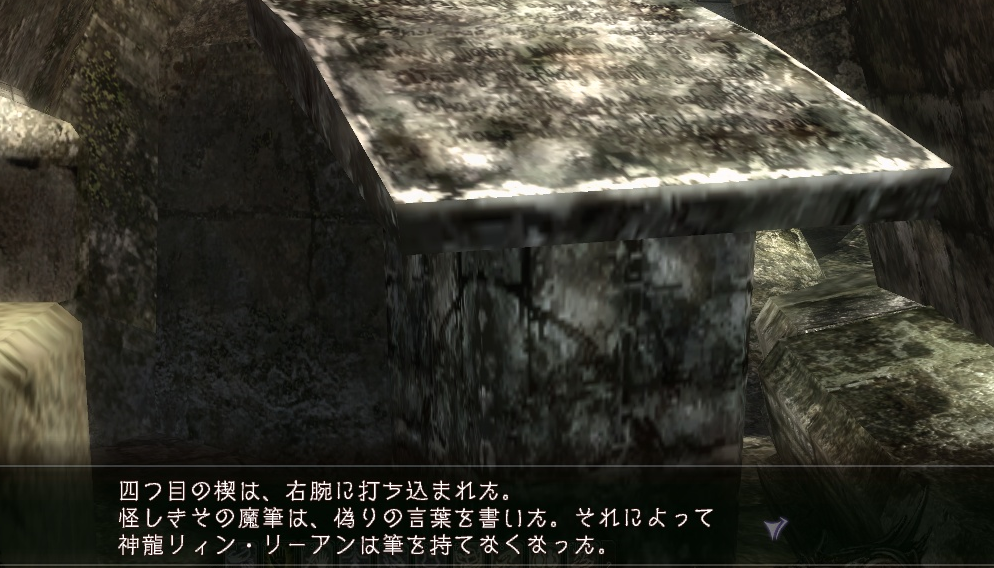 四つ目の楔は、右腕に打ち込まれた。
怪しきその魔筆は、偽りの言葉を書いた。それによって
神龍リィン・リーアンは筆を持てなくなった。